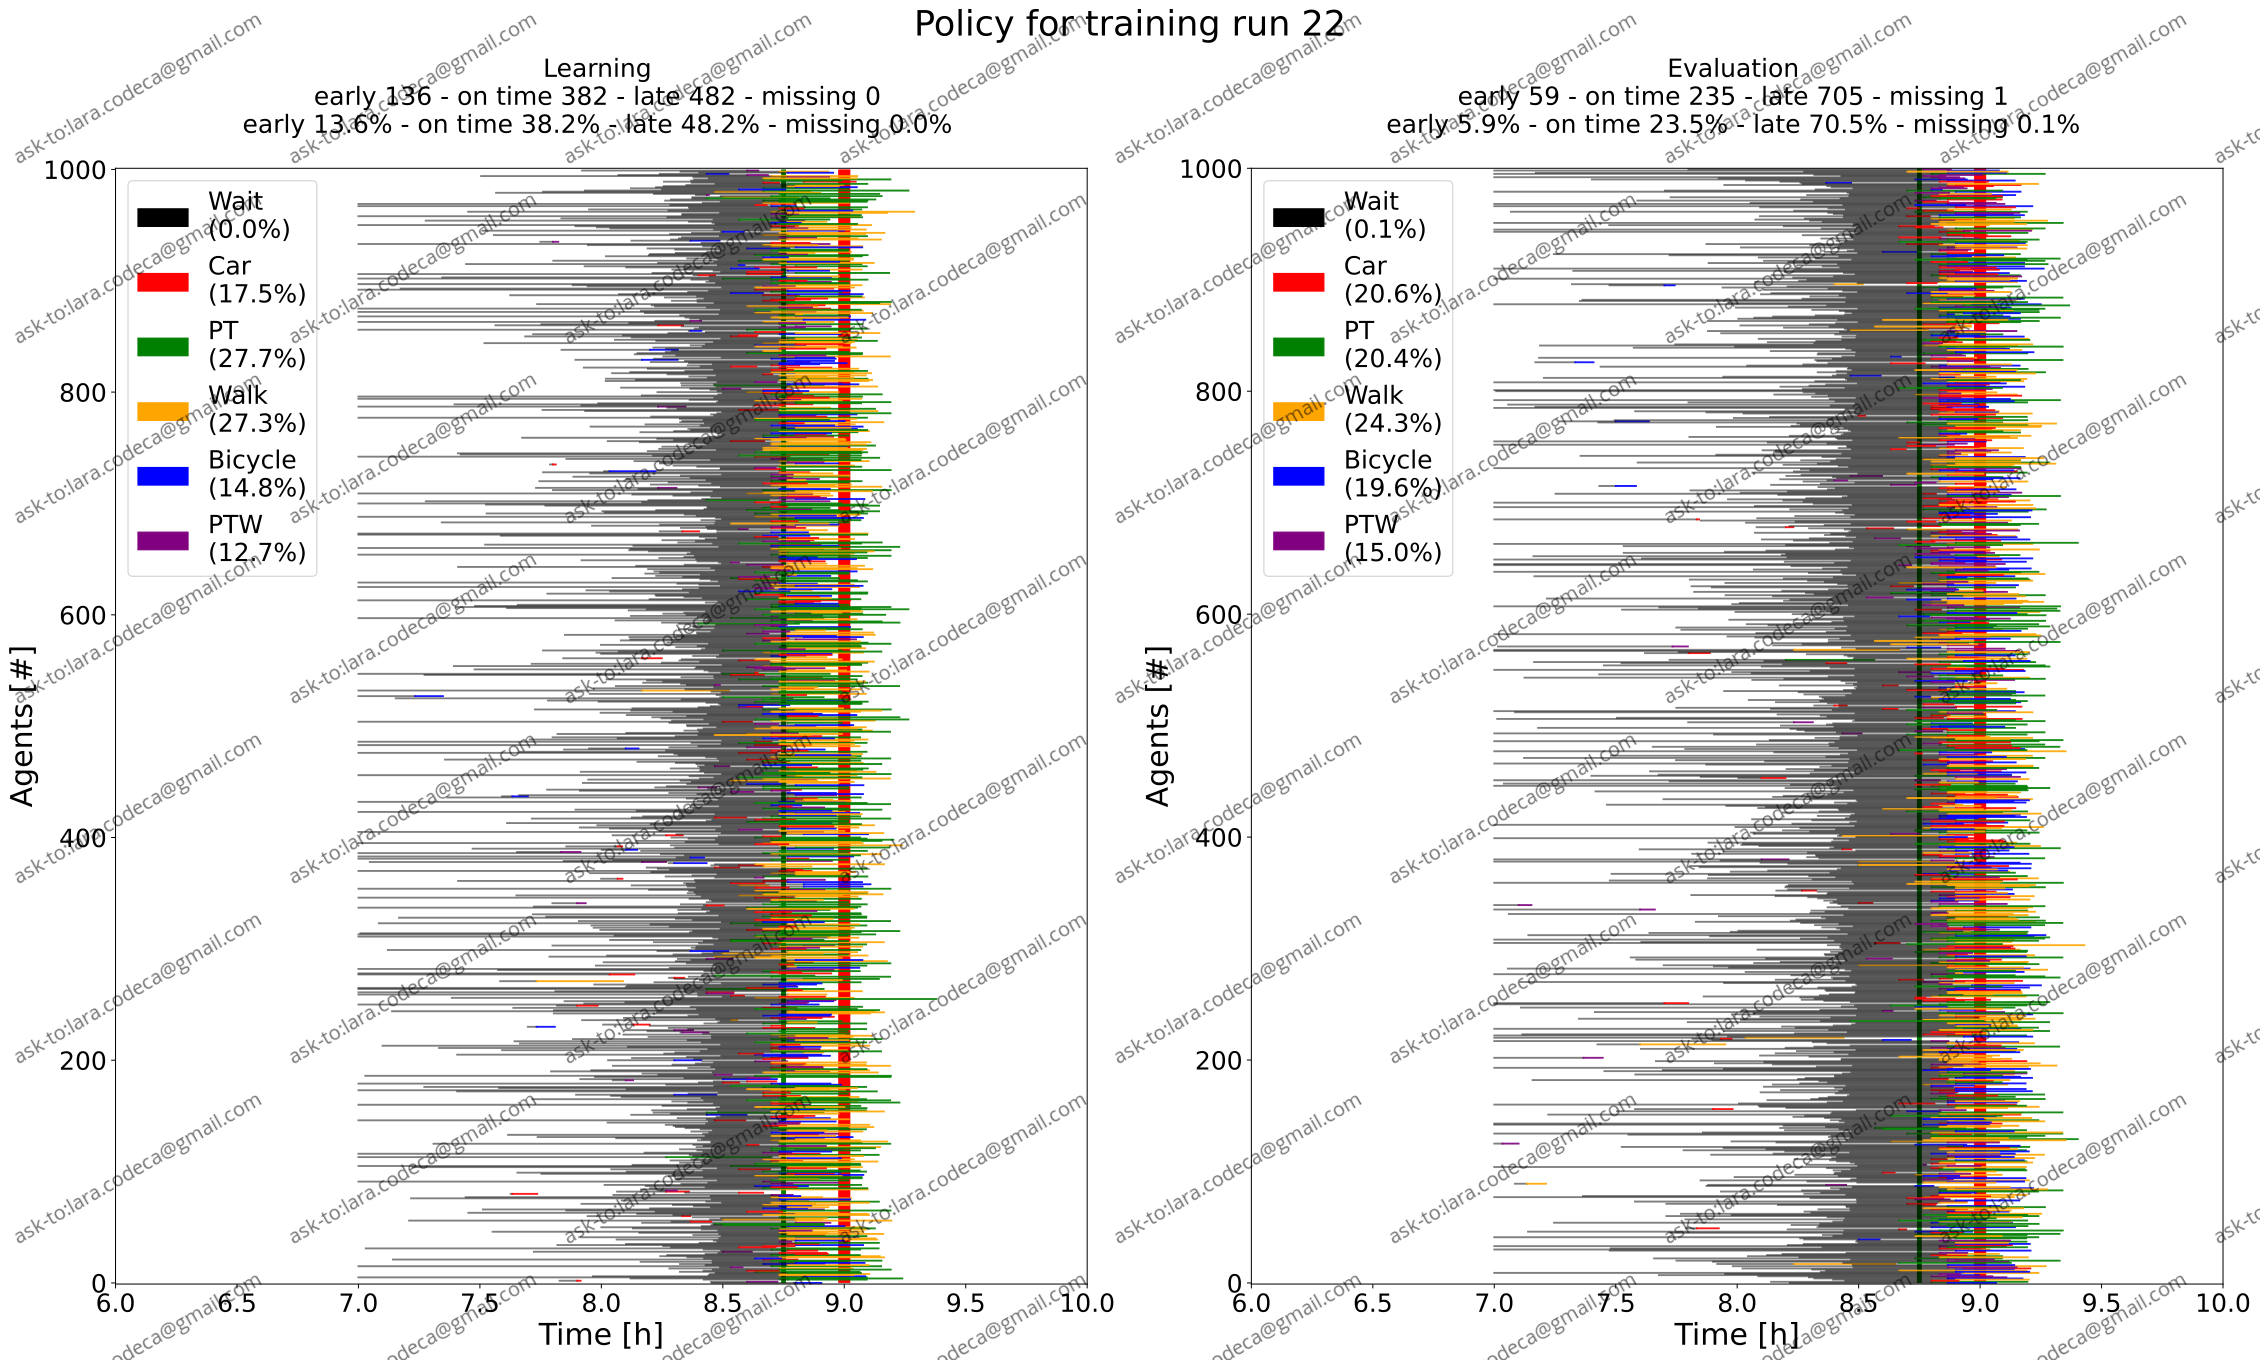 Policy for training run 22
Learning
early 136 - on time 382 - late 482 - missing 0
early 13.6% - on time 38.2% - late 48.2% - missing 0.0%
Agents [#]
1000
800
600
400
200
0
Wait
(0.0%)
Car
(17.5%)
PT
(27.7%)
Walk
(27.3%)
Bicycle
(14.8%)
PTW
(12.7%)
6.0 6.5 7.0 7.5 8.0 8.5 9.0 9.5 10.0
Time [h]
Evaluation
early 59 - on time 235 - late 705 - missing 1
early 5.9% - on time 23.5% - late 70.5% - missing 0.1%
Agents [#]
1000
800
600
400
200
0
Wait
(0.1%)
Car
(20.6%)
PT
(20.4%)
Walk
(24.3%)
Bicycle
(19.6%)
PTW
(15.0%)
6.0 6.5 7.0 7.5 8.0 8.5 9.0 9.5 10.0
Time [h]
ask-to:lara.codeca@gmail.com